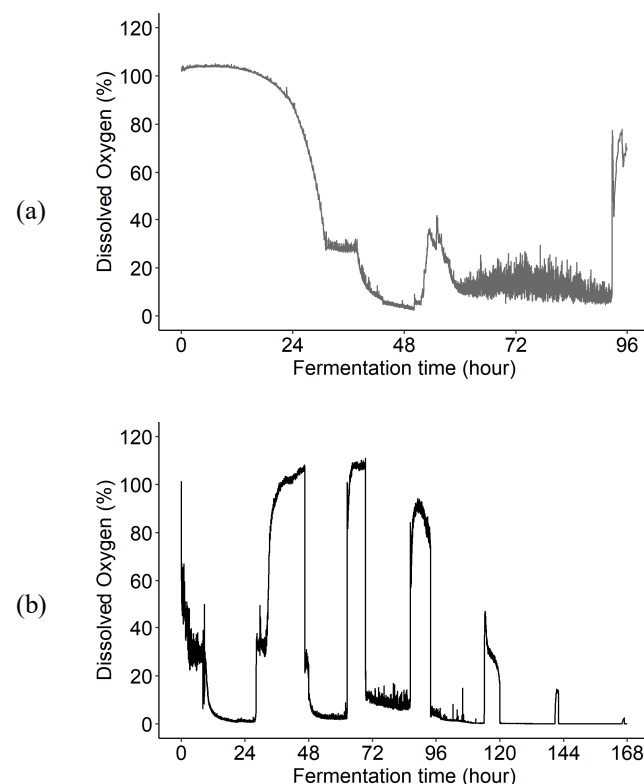 (a)
Dissolved Oxygen (%)
120
100
80
60
40
20
0
0 24 48 72 96
Fermentation time (hour)
(b)
Dissolved Oxygen (%)
120
100
80
60
40
20
0
0 24 48 72 96 120 144 168
Fermentation time (hour)